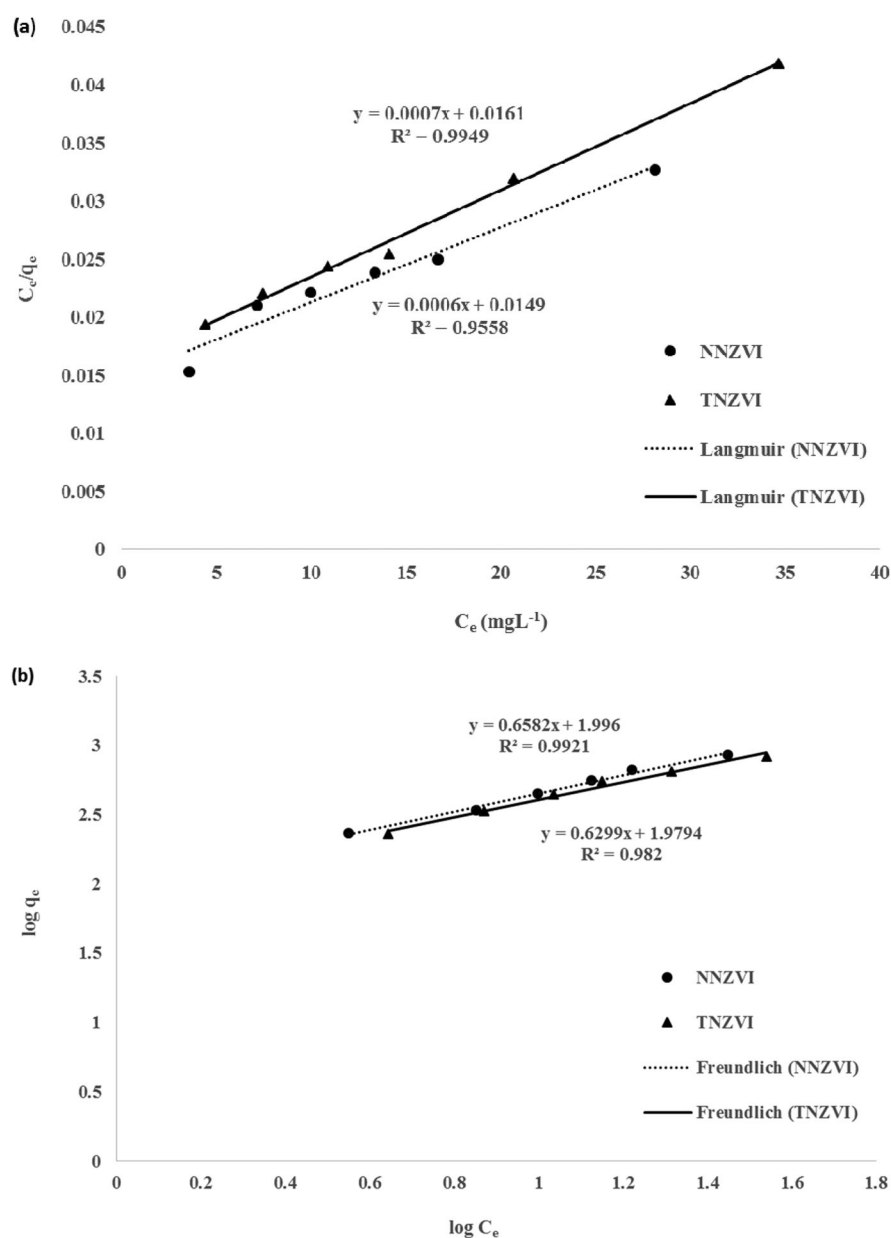 (a)
0.045
0.04
0.035
0.03
0.025
0.02
0.015
0.01
0.005
0
Cₑ/qₑ
y = 0.0007x + 0.0161
R² – 0.9949
y = 0.0006x + 0.0149
R² – 0.9558
NNZVI
TNZVI
Langmuir (NNZVI)
Langmuir (TNZVI)
0 5 10 15 20 25 30 35 40
Cₑ (mgL⁻¹)
(b)
3.5
3
2.5
2
1.5
1
0.5
0
log qₑ
y = 0.6582x + 1.996
R² = 0.9921
y = 0.6299x + 1.9794
R² = 0.982
NNZVI
TNZVI
Freundlich (NNZVI)
Freundlich (TNZVI)
0 0.2 0.4 0.6 0.8 1 1.2 1.4 1.6 1.8
log Cₑ